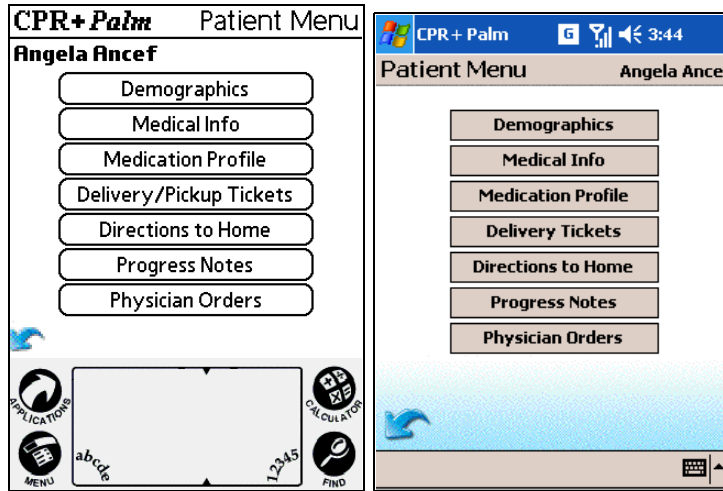 CPR+ Palm Patient Menu
Angela Ancef
Demographics
Medical Info
Medication Profile
Delivery/Pickup Tickets
Directions to Home
Progress Notes
Physician Orders
APPLICATIONS
MENU
abcde
12345
CALCULATOR
FIND
CPR+ Palm G 3:44
Patient Menu Angela Ance
Demographics
Medical Info
Medication Profile
Delivery Tickets
Directions to Home
Progress Notes
Physician Orders